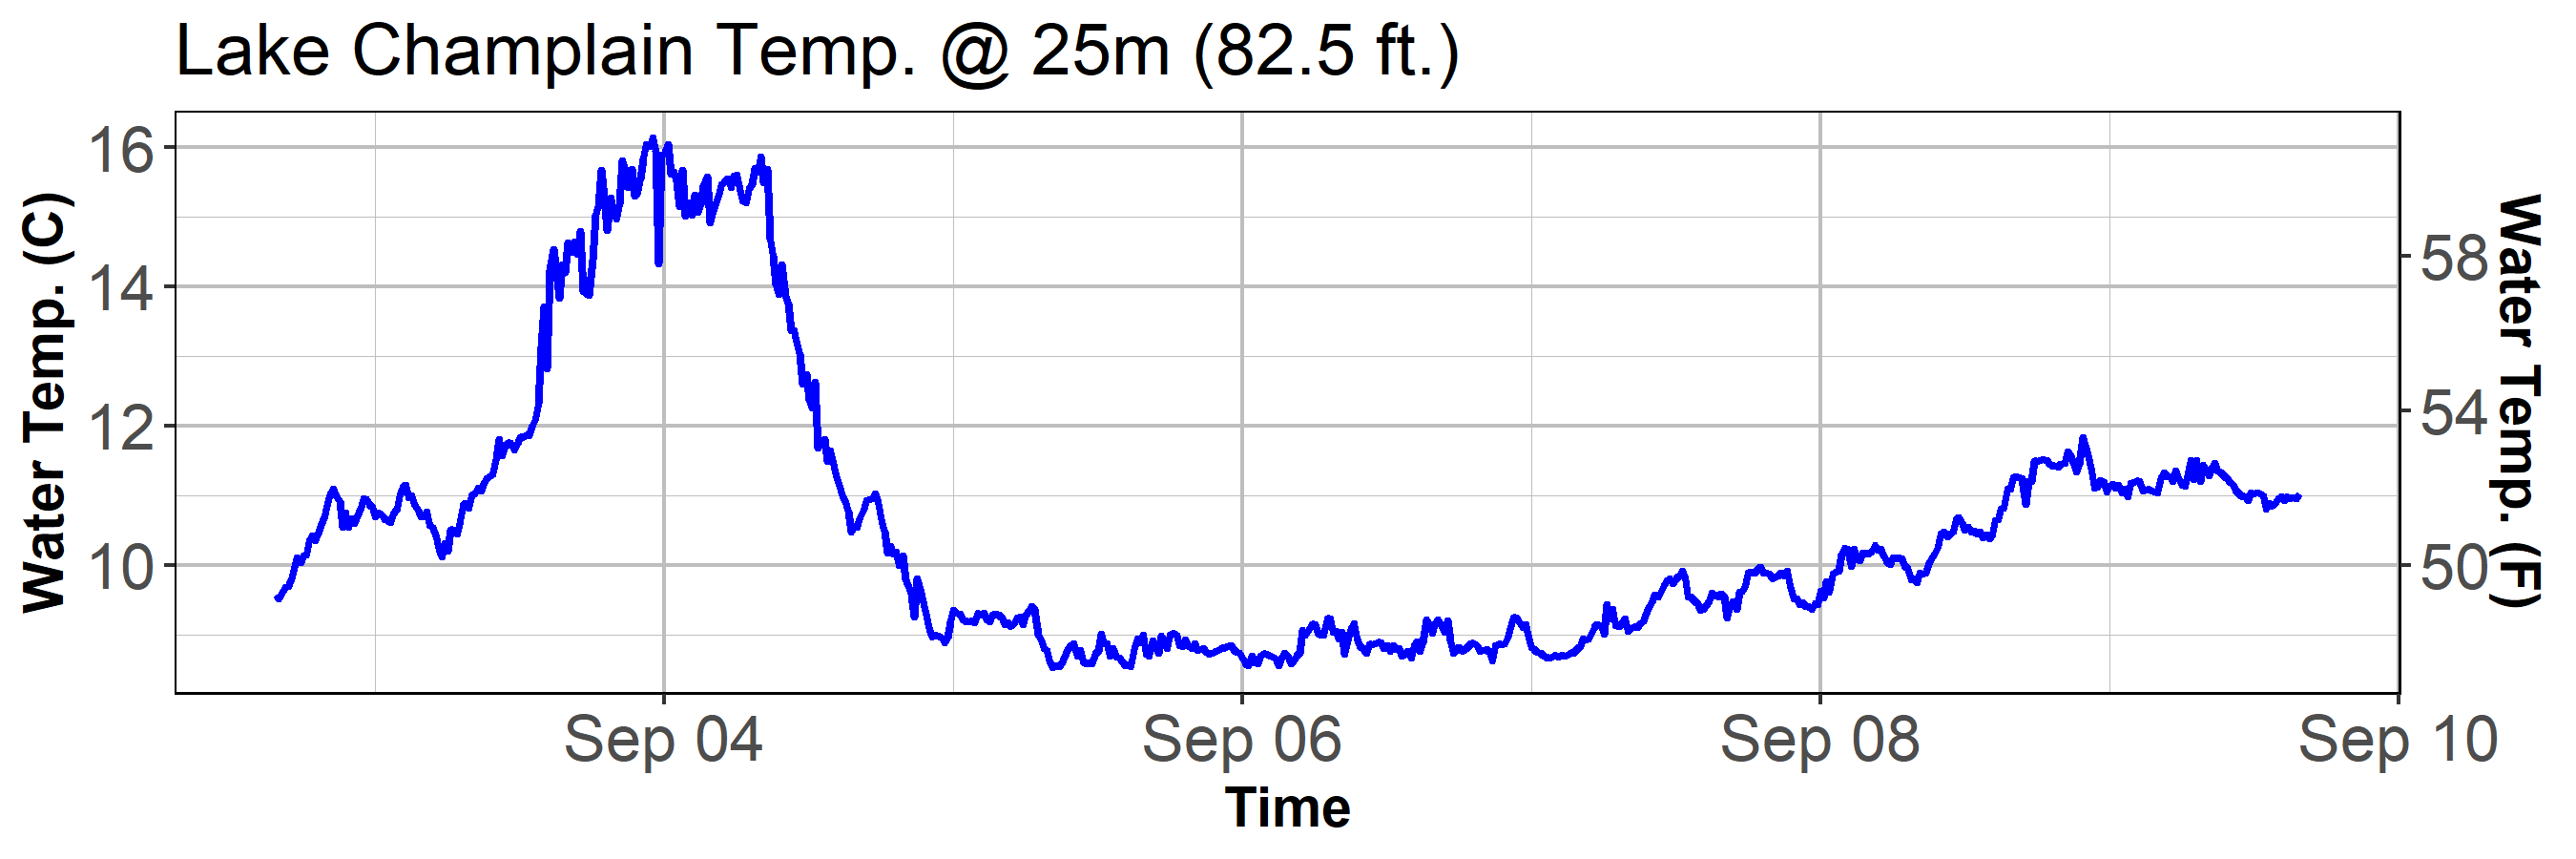 Lake Champlain Temp. @ 25m (82.5 ft.)
Water Temp. (C)
16
14
12
10
58
54
50
Water Temp. (F)
Sep 04 Sep 06 Sep 08 Sep 10
Time